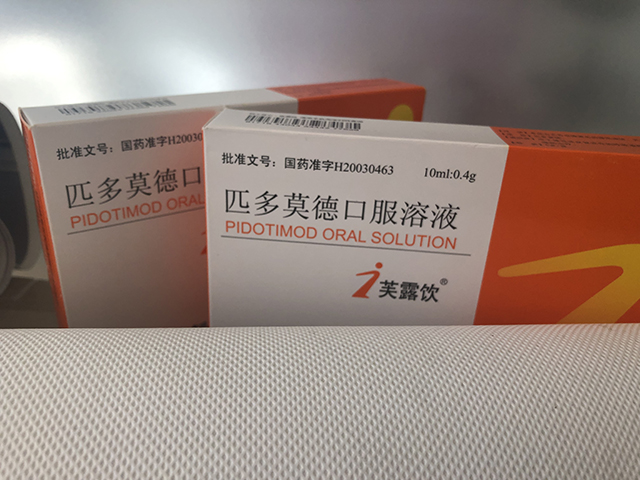 批准文号：国药准字H20030
匹多莫德口
PIDOTIMOD ORAL
批准文号：国药准字H20030463
10ml:0.4g
匹多莫德口服溶液
PIDOTIMOD ORAL SOLUTION
芙露饮®